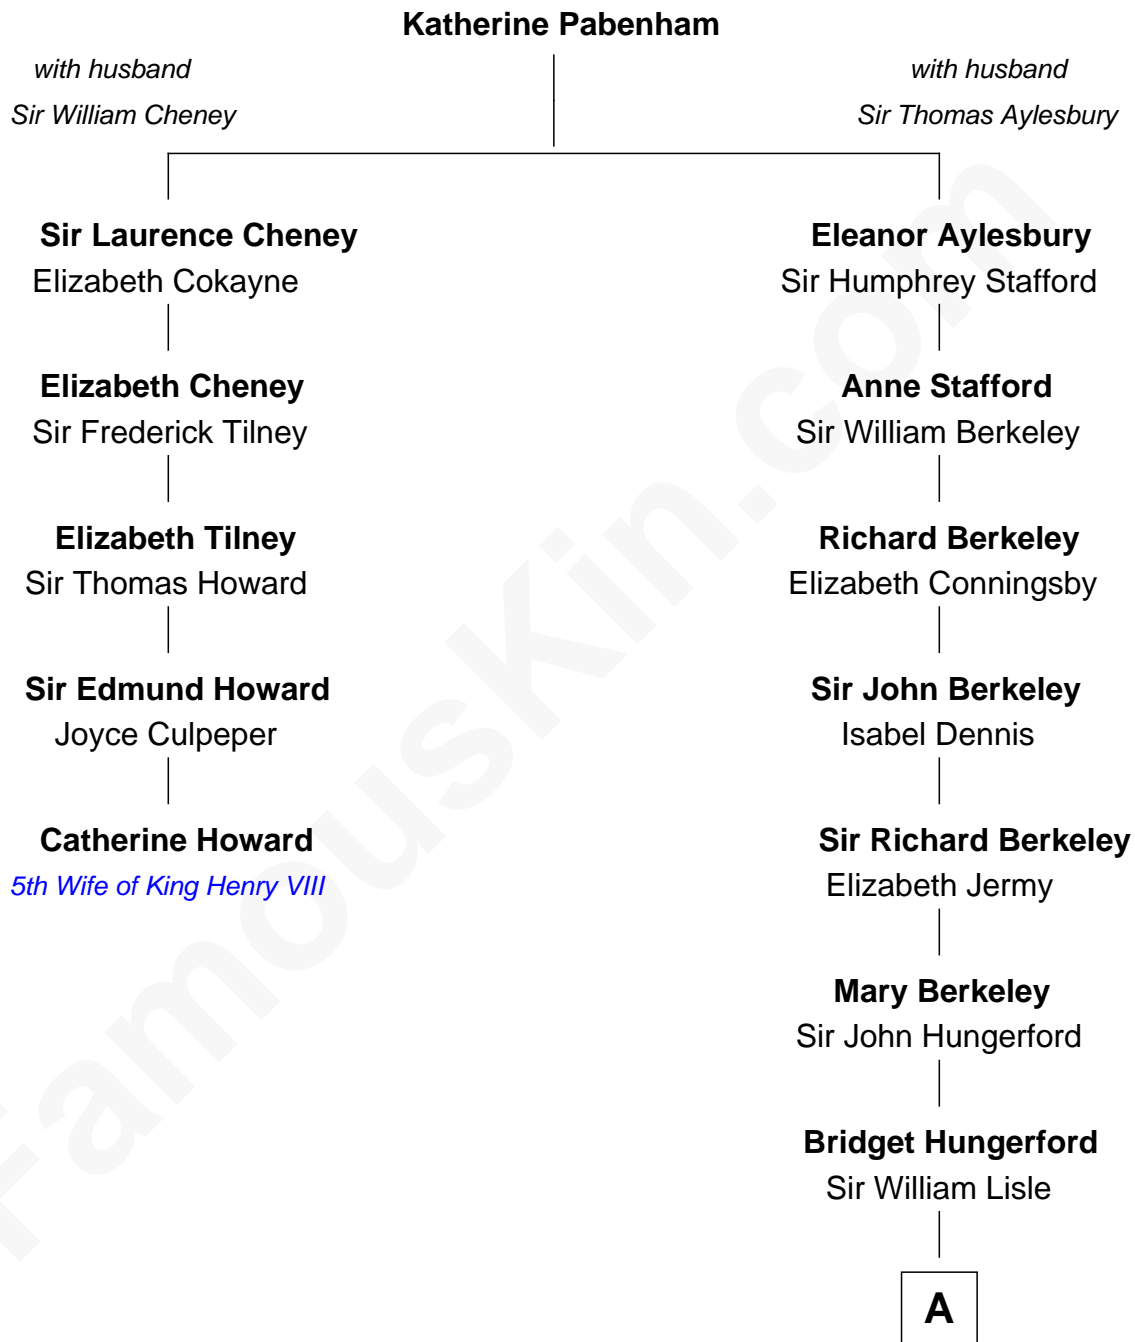 Katherine Pabenham
with husband
Sir William Cheney
with husband
Sir Thomas Aylesbury
Sir Laurence Cheney
Elizabeth Cokayne
Elizabeth Cheney
Sir Frederick Tilney
Elizabeth Tilney
Sir Thomas Howard
Sir Edmund Howard
Joyce Culpeper
Catherine Howard
5th Wife of King Henry VIII
Eleanor Aylesbury
Sir Humphrey Stafford
Anne Stafford
Sir William Berkeley
Richard Berkeley
Elizabeth Conningsby
Sir John Berkeley
Isabel Dennis
Sir Richard Berkeley
Elizabeth Jermy
Mary Berkeley
Sir John Hungerford
Bridget Hungerford
Sir William Lisle
A
FamousKin.com